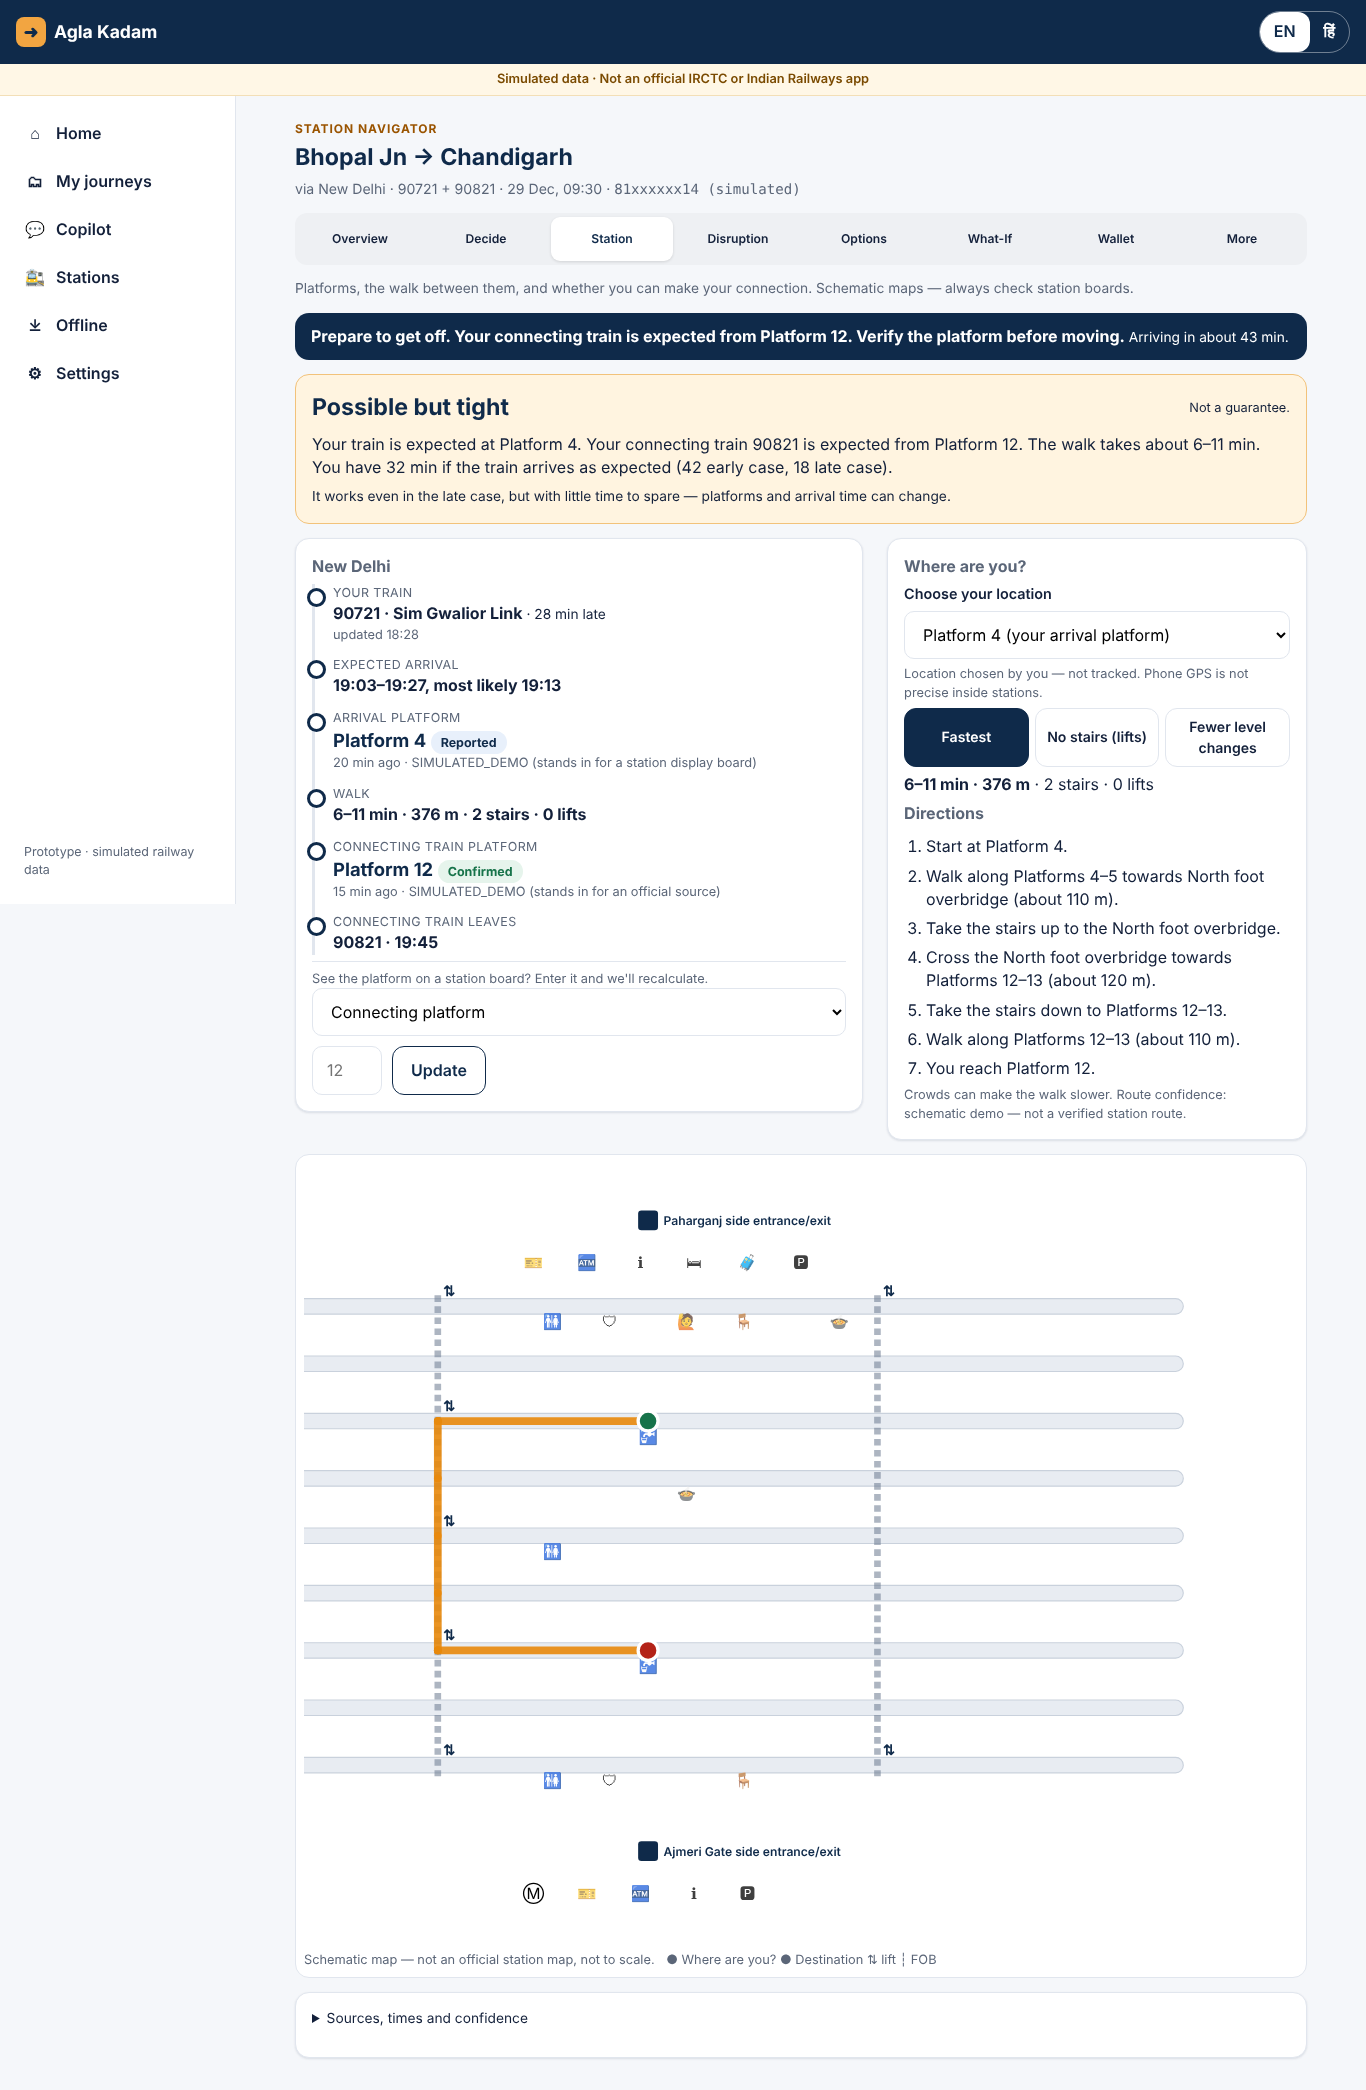 ➜ Agla Kadam
EN
हिं
Simulated data · Not an official IRCTC or Indian Railways app
Home
My journeys
Copilot
Stations
Offline
Settings
Prototype · simulated railway
data
STATION NAVIGATOR
Bhopal Jn → Chandigarh
via New Delhi · 90721 + 90821 · 29 Dec, 09:30 · 81xxxxxx14 (simulated)
Overview
Decide
Station
Disruption
Options
What-If
Wallet
More
Platforms, the walk between them, and whether you can make your connection. Schematic maps — always check station boards.
Prepare to get off. Your connecting train is expected from Platform 12. Verify the platform before moving. Arriving in about 43 min.
Possible but tight
Not a guarantee.
Your train is expected at Platform 4. Your connecting train 90821 is expected from Platform 12. The walk takes about 6–11 min.
You have 32 min if the train arrives as expected (42 early case, 18 late case).
It works even in the late case, but with little time to spare — platforms and arrival time can change.
New Delhi
YOUR TRAIN
90721 · Sim Gwalior Link · 28 min late
updated 18:28
EXPECTED ARRIVAL
19:03–19:27, most likely 19:13
ARRIVAL PLATFORM
Platform 4 Reported
20 min ago · SIMULATED_DEMO (stands in for a station display board)
WALK
6–11 min · 376 m · 2 stairs · 0 lifts
CONNECTING TRAIN PLATFORM
Platform 12 Confirmed
15 min ago · SIMULATED_DEMO (stands in for an official source)
CONNECTING TRAIN LEAVES
90821 · 19:45
See the platform on a station board? Enter it and we'll recalculate.
Connecting platform
12
Update
Where are you?
Choose your location
Platform 4 (your arrival platform)
Location chosen by you — not tracked. Phone GPS is not
precise inside stations.
Fastest
No stairs (lifts)
Fewer level
changes
6–11 min · 376 m · 2 stairs · 0 lifts
Directions
1. Start at Platform 4.
2. Walk along Platforms 4–5 towards North foot
overbridge (about 110 m).
3. Take the stairs up to the North foot overbridge.
4. Cross the North foot overbridge towards
Platforms 12–13 (about 120 m).
5. Take the stairs down to Platforms 12–13.
6. Walk along Platforms 12–13 (about 110 m).
7. You reach Platform 12.
Crowds can make the walk slower. Route confidence:
schematic demo — not a verified station route.
Paharganj side entrance/exit
ATM
P
Ajmeri Gate side entrance/exit
M
ATM
P
Schematic map — not an official station map, not to scale. ● Where are you? ● Destination ⇅ lift ┆ FOB
▶ Sources, times and confidence